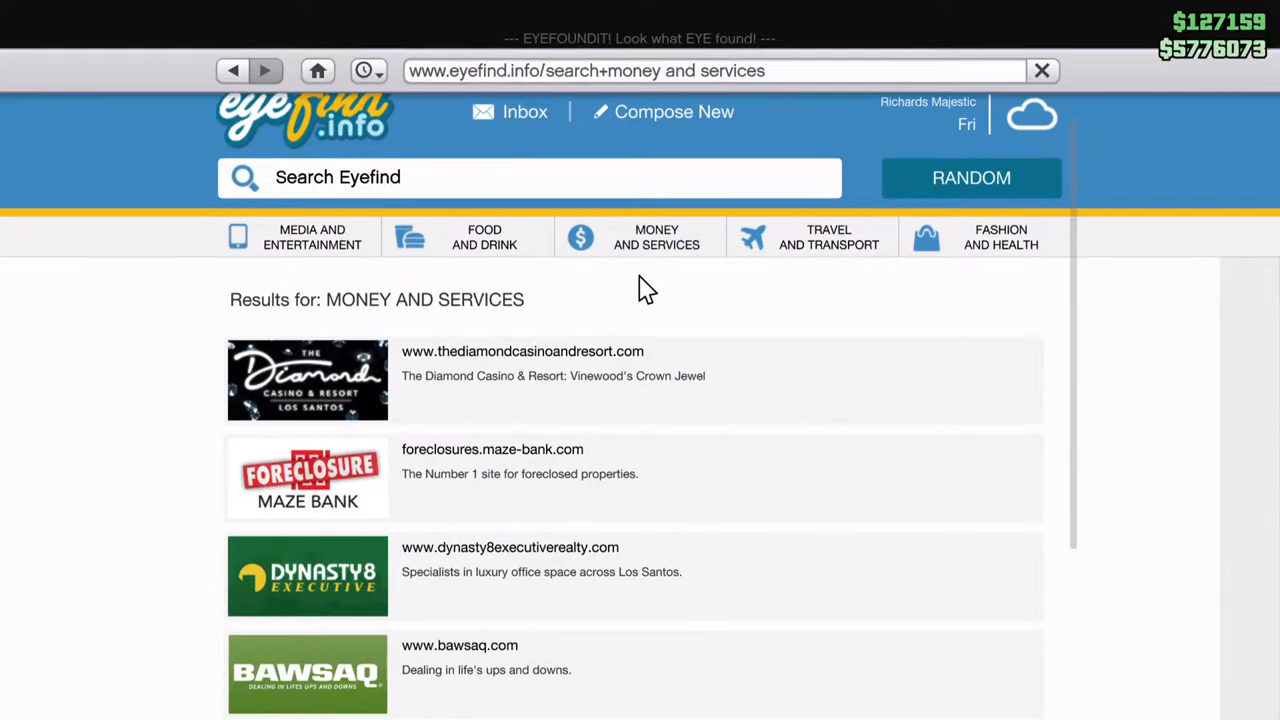 $127159
--- EYEFOUNDIT! Look what EYE found! ---
$5776073
www.eyefind.info/search+money and services
eyefind
.info
Inbox
Compose New
Richards Majestic
Fri
Search Eyefind
RANDOM
MEDIA AND
ENTERTAINMENT
FOOD
AND DRINK
MONEY
AND SERVICES
TRAVEL
AND TRANSPORT
FASHION
AND HEALTH
Results for: MONEY AND SERVICES
THE
Diamond
CASINO & RESORT
LOS SANTOS
www.thediamondcasinoandresort.com
The Diamond Casino & Resort: Vinewood's Crown Jewel
FORECLOSURE
MAZE BANK
foreclosures.maze-bank.com
The Number 1 site for foreclosed properties.
DYNASTY8
EXECUTIVE
www.dynasty8executiverealty.com
Specialists in luxury office space across Los Santos.
BAWSAQ
DEALING IN LIFES UPS AND DOWNS
www.bawsaq.com
Dealing in life's ups and downs.